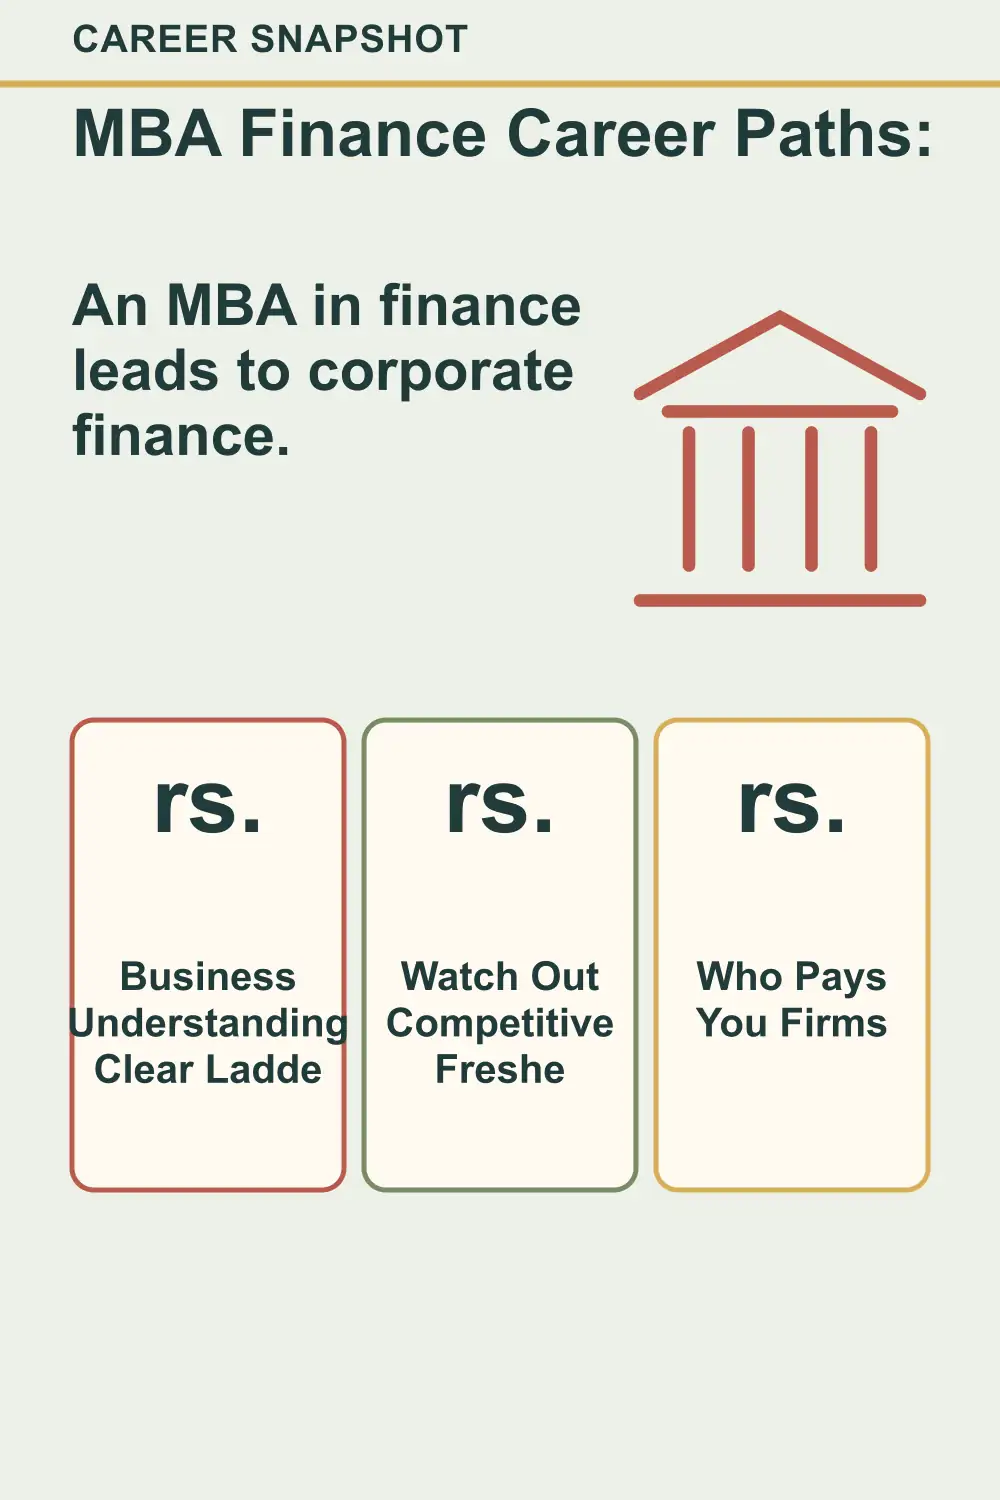 CAREER SNAPSHOT
MBA Finance Career Paths:
An MBA in finance
leads to corporate
finance.
rs.
Business
Understanding
Clear Ladde
rs.
Watch Out
Competitive
Freshe
rs.
Who Pays
You Firms